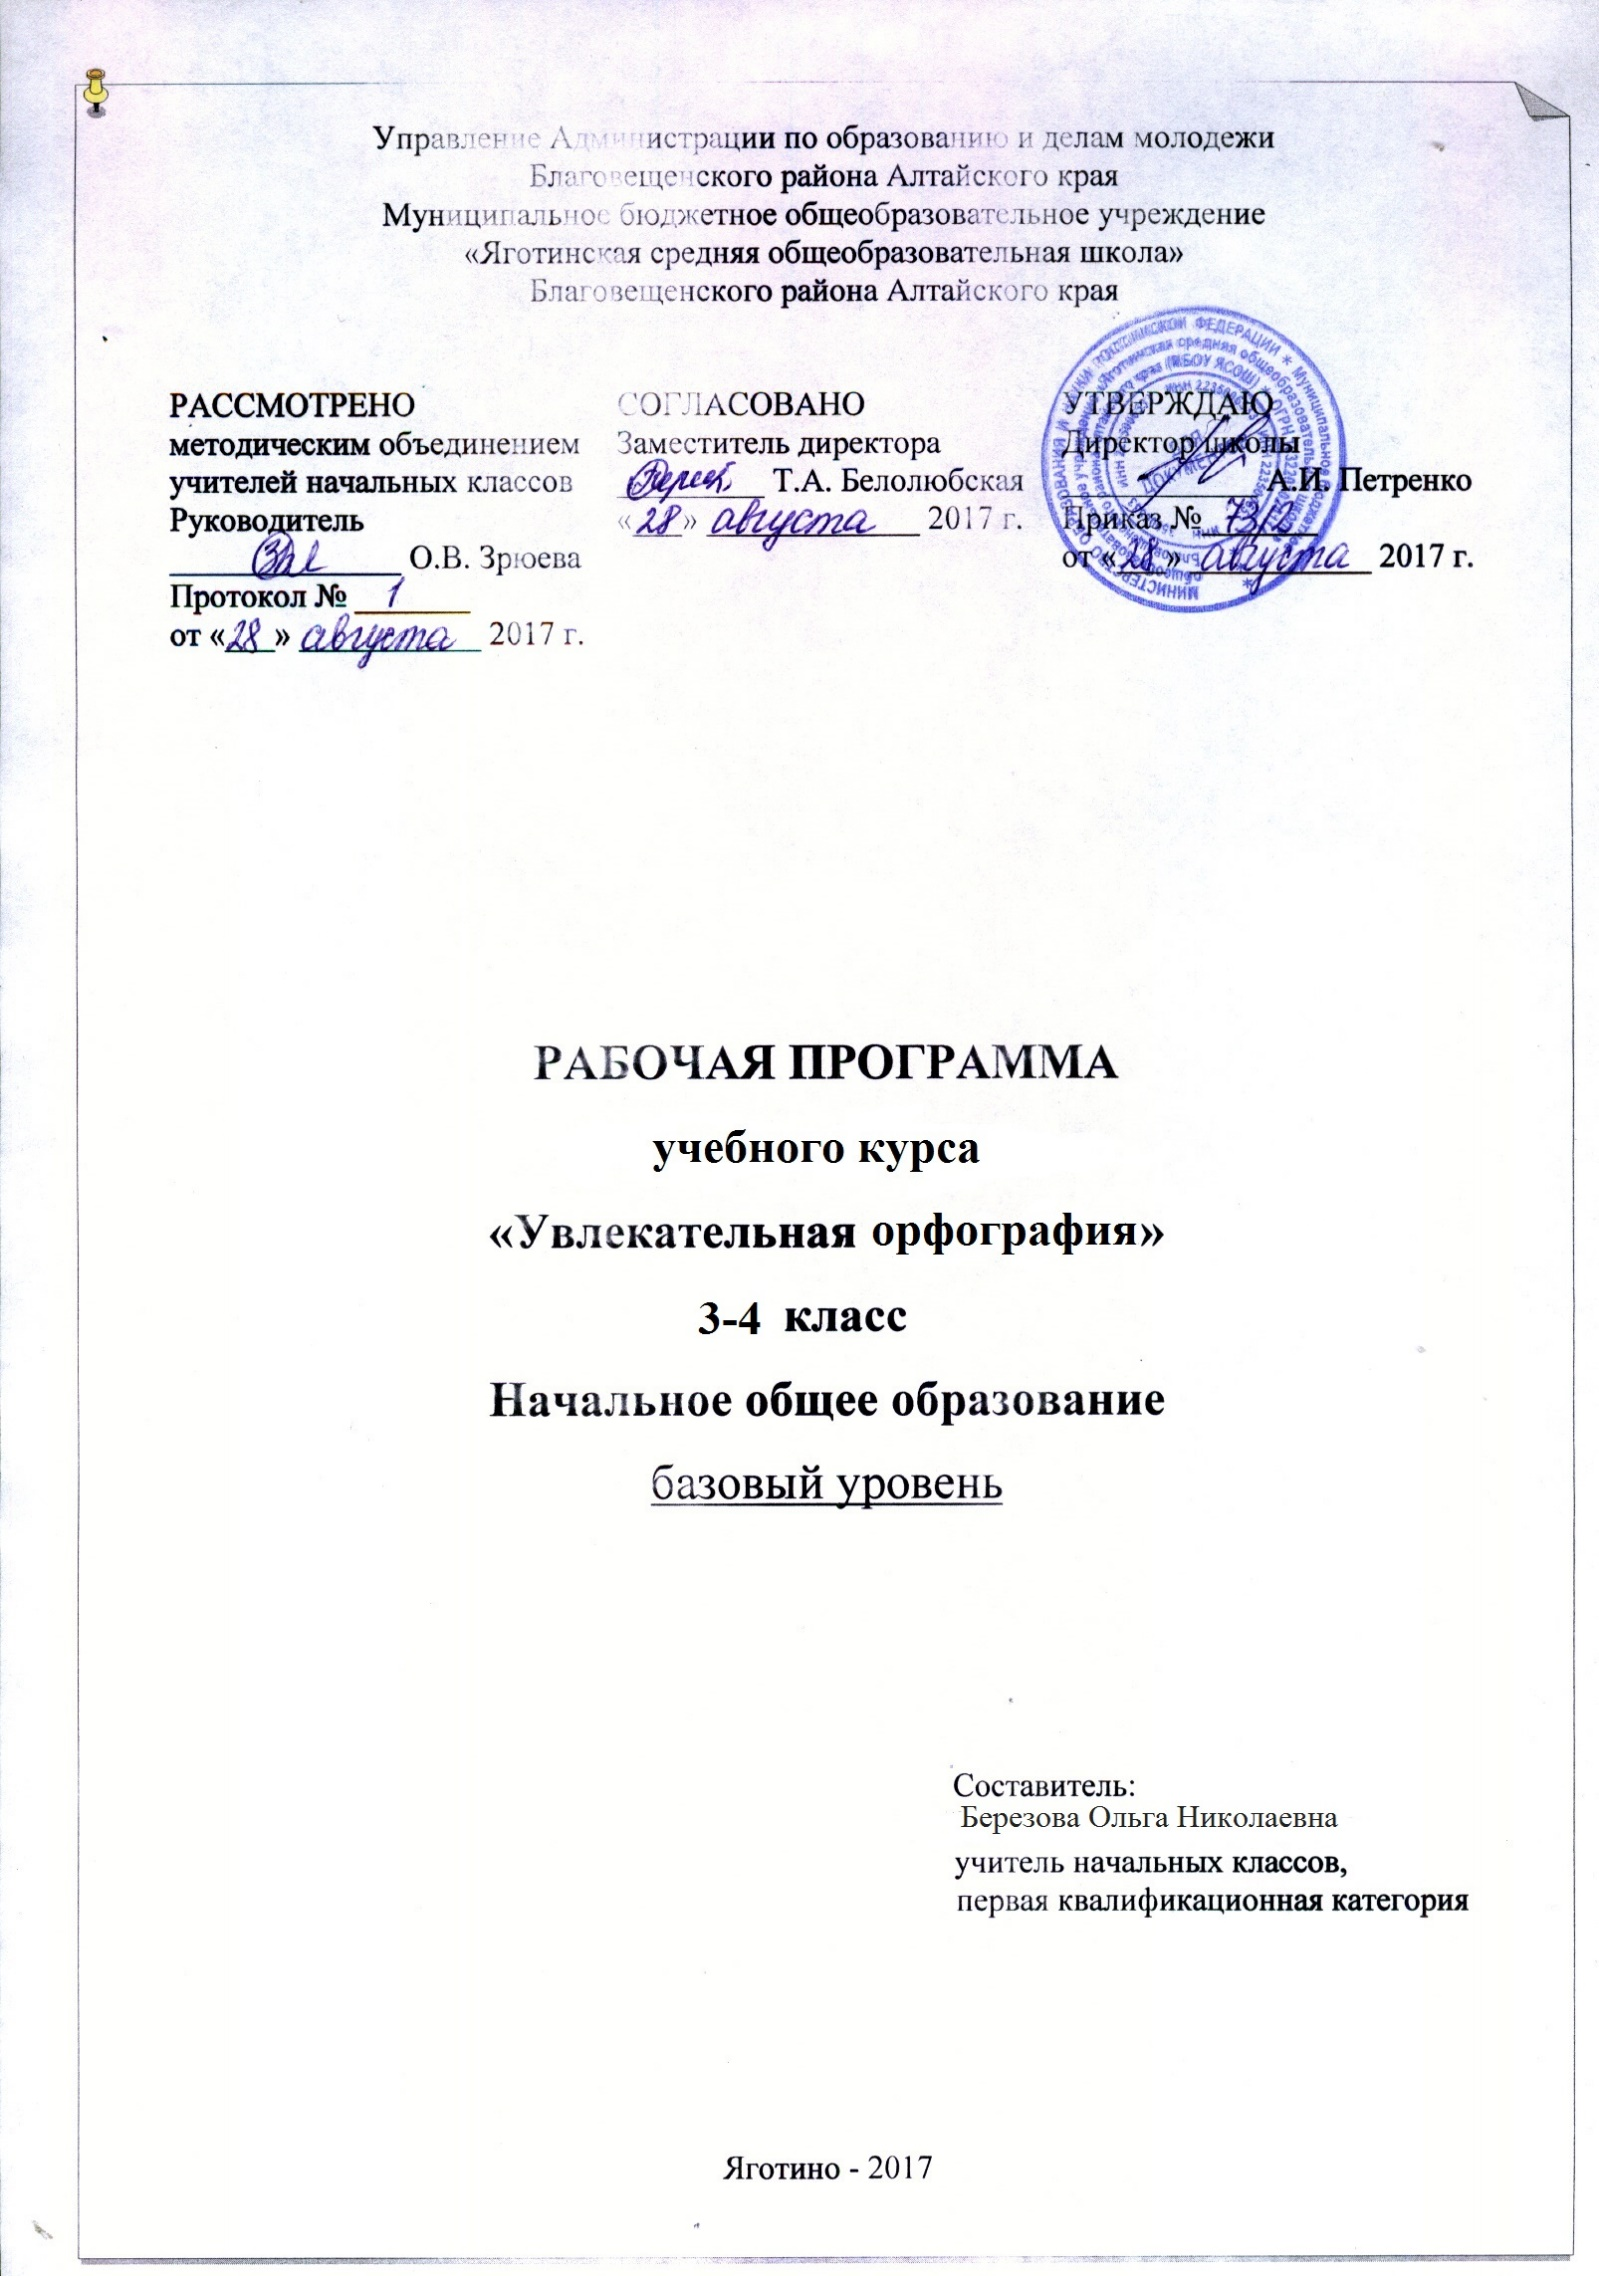 Управление Администрации по образованию и делам молодежи
Благовещенского района Алтайского края
Муниципальное бюджетное общеобразовательное учреждение
«Яготинская средняя общеобразовательная школа»
Благовещенского района Алтайского края
РАССМОТРЕНО
методическим объединением
учителей начальных классов
Руководитель
О.В. Зрюева
Протокол № 1
от «28» августа 2017 г.
СОГЛАСОВАНО
Заместитель директора
Т.А. Белолюбская
«28» августа 2017 г.
УТВЕРЖДАЮ
Директор школы
А.И. Петренко
Приказ № 73/2
от «28» августа 2017 г.
РАБОЧАЯ ПРОГРАММА
учебного курса
«Увлекательная орфография»
3-4 класс
Начальное общее образование
базовый уровень
Составитель:
Березова Ольга Николаевна
учитель начальных классов,
первая квалификационная категория
Яготино - 2017